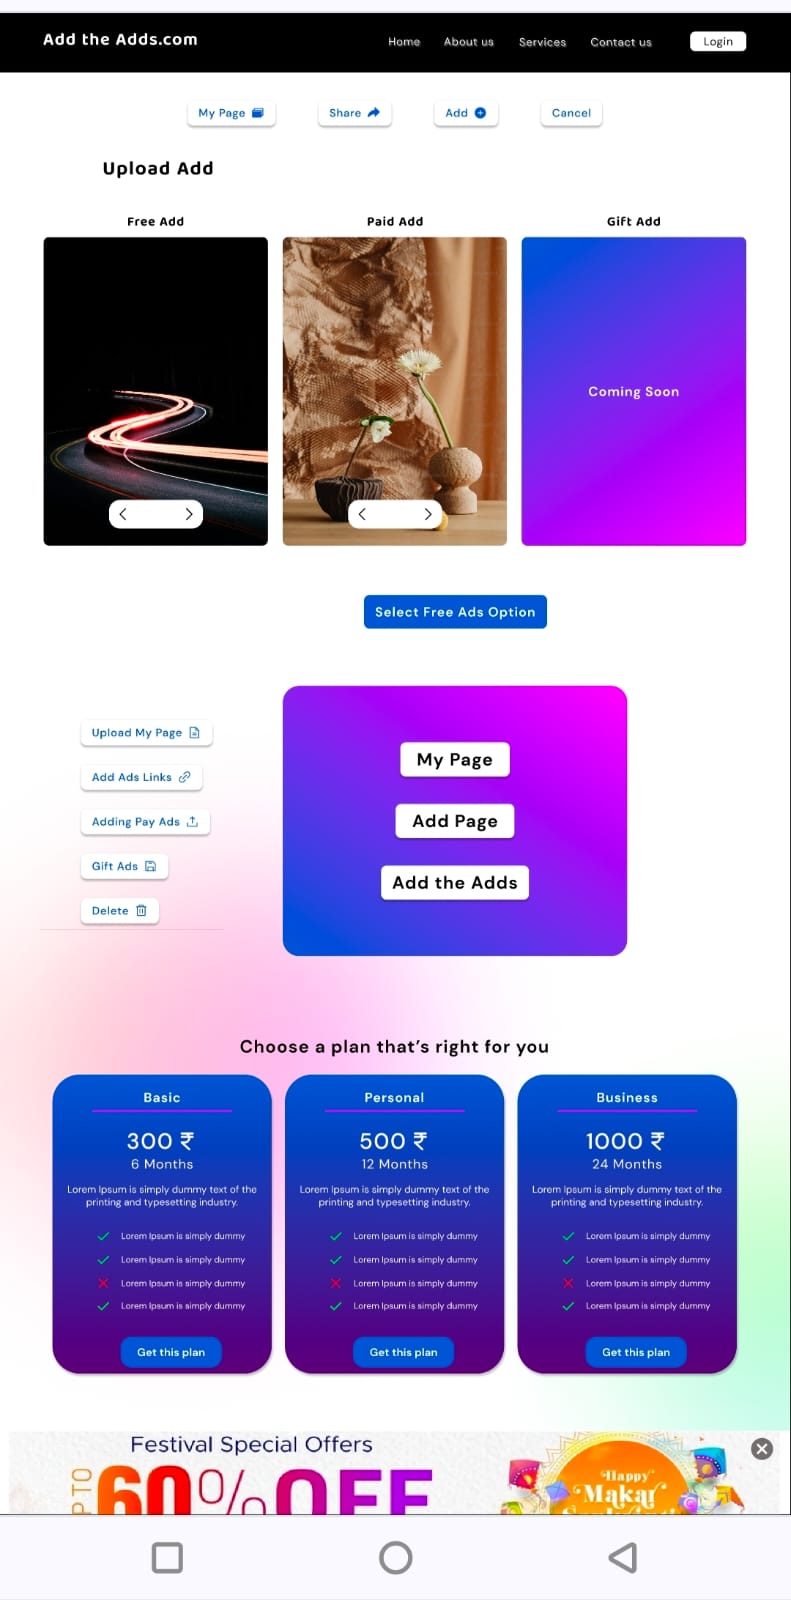 Add the Adds.com
Home
About us
Services
Contact us
Login
My Page
Share
Add
Cancel
Upload Add
Free Add
Paid Add
Gift Add
Coming Soon
Select Free Ads Option
Upload My Page
Add Ads Links
Adding Pay Ads
Gift Ads
Delete
My Page
Add Page
Add the Adds
Choose a plan that’s right for you
Basic
300 ₹
6 Months
Lorem Ipsum is simply dummy text of the
printing and typesetting industry.
Lorem Ipsum is simply dummy
Lorem Ipsum is simply dummy
Lorem Ipsum is simply dummy
Lorem Ipsum is simply dummy
Get this plan
Personal
500 ₹
12 Months
Lorem Ipsum is simply dummy text of the
printing and typesetting industry.
Lorem Ipsum is simply dummy
Lorem Ipsum is simply dummy
Lorem Ipsum is simply dummy
Lorem Ipsum is simply dummy
Get this plan
Business
1000 ₹
24 Months
Lorem Ipsum is simply dummy text of the
printing and typesetting industry.
Lorem Ipsum is simply dummy
Lorem Ipsum is simply dummy
Lorem Ipsum is simply dummy
Lorem Ipsum is simply dummy
Get this plan
Festival Special Offers
UPTO
60% OFF
Happy
Makar